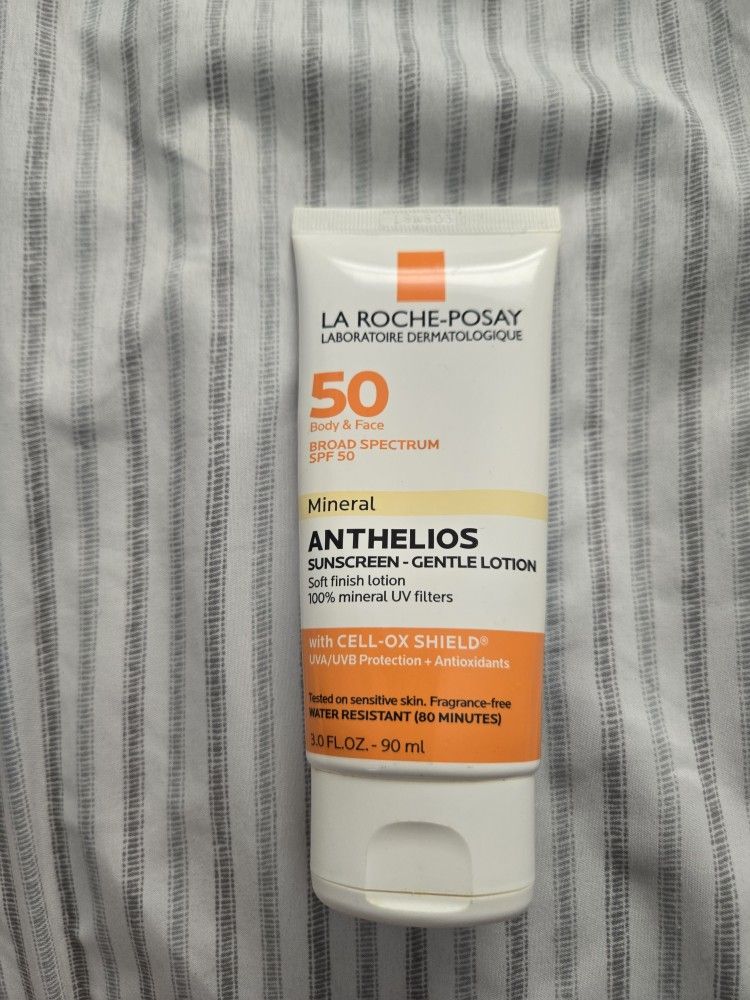 LA ROCHE-POSAY
LABORATOIRE DERMATOLOGIQUE
50
Body & Face
BROAD SPECTRUM
SPF 50
Mineral
ANTHELIOS
SUNSCREEN - GENTLE LOTION
Soft finish lotion
100% mineral UV filters
with CELL-OX SHIELD®
UVA/UVB Protection + Antioxidants
Tested on sensitive skin. Fragrance-free
WATER RESISTANT (80 MINUTES)
3.0 FL.OZ. - 90 ml